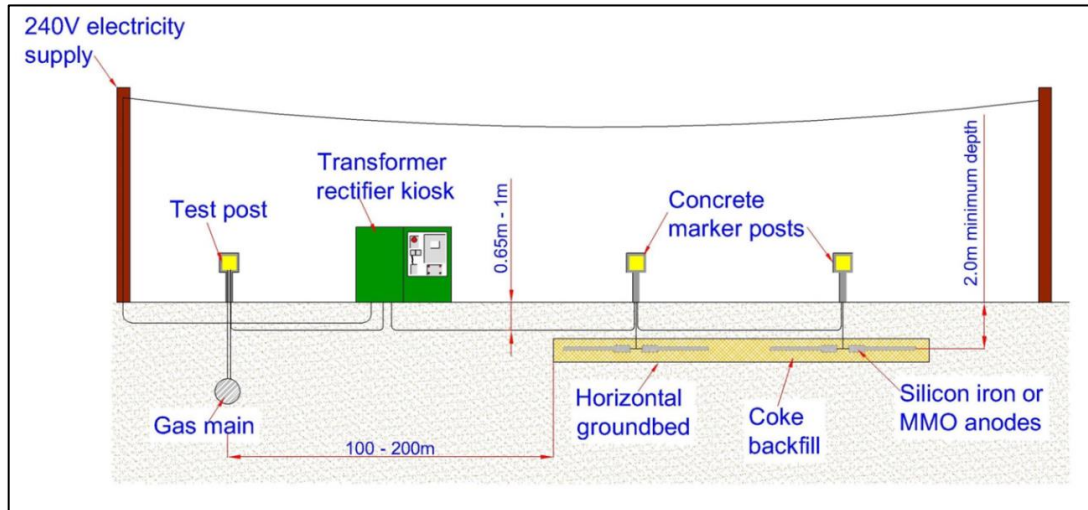 240V electricity
supply
Transformer
rectifier kiosk
Test post
0.65m - 1m
Concrete
marker posts
2.0m minimum depth
Gas main
100 - 200m
Horizontal
groundbed
Coke
backfill
Silicon iron or
MMO anodes